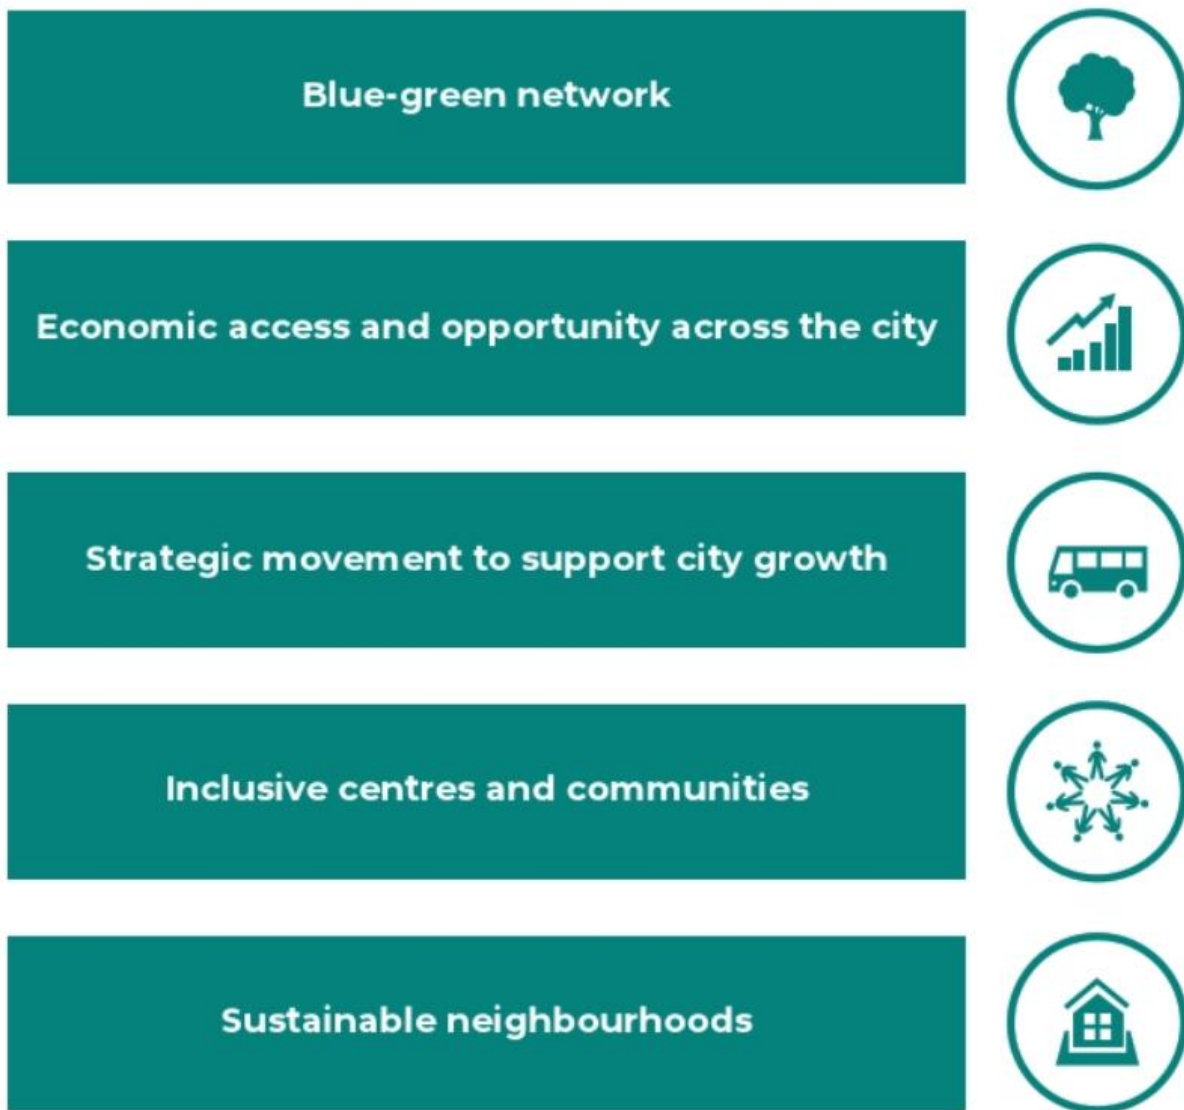 Blue-green network
Economic access and opportunity across the city
Strategic movement to support city growth
Inclusive centres and communities
Sustainable neighbourhoods